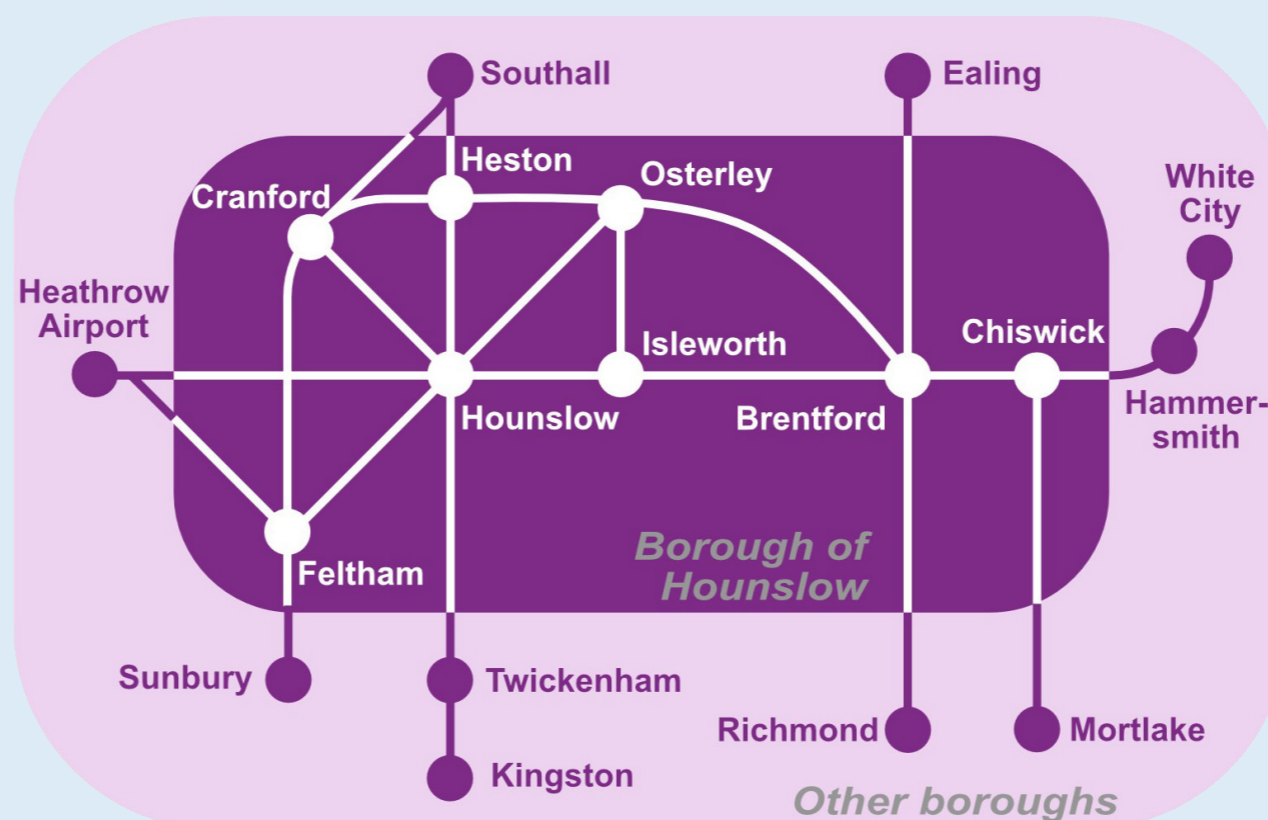 Southall
Ealing
Heston
Osterley
White
City
Cranford
Heathrow
Airport
Isleworth
Chiswick
Hounslow
Brentford
Hammer-
smith
Borough of
Hounslow
Feltham
Sunbury
Twickenham
Richmond
Mortlake
Kingston
Other boroughs